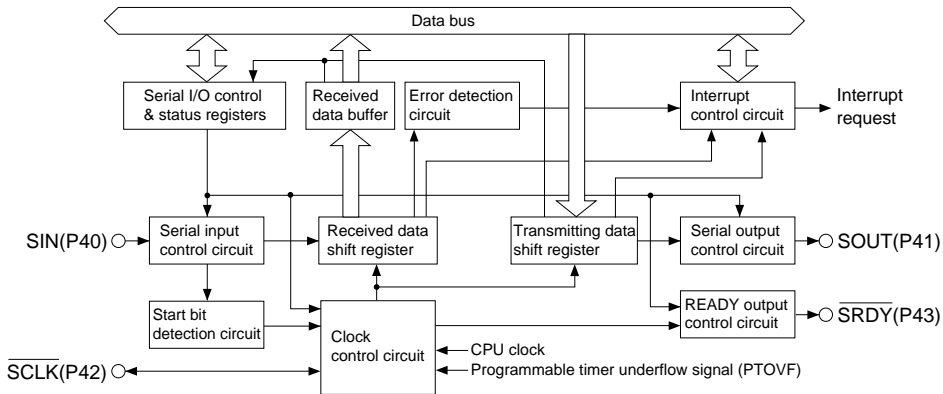 Data bus
Serial I/O control
& status registers
Received
data buffer
Error detection
circuit
Interrupt
control circuit
Interrupt
request
SIN(P40)
Serial input
control circuit
Received data
shift register
Transmitting data
shift register
Serial output
control circuit
SOUT(P41)
Start bit
detection circuit
Clock
control circuit
READY output
control circuit
SRDY(P43)
CPU clock
SCLK(P42)
Programmable timer underflow signal (PTOVF)